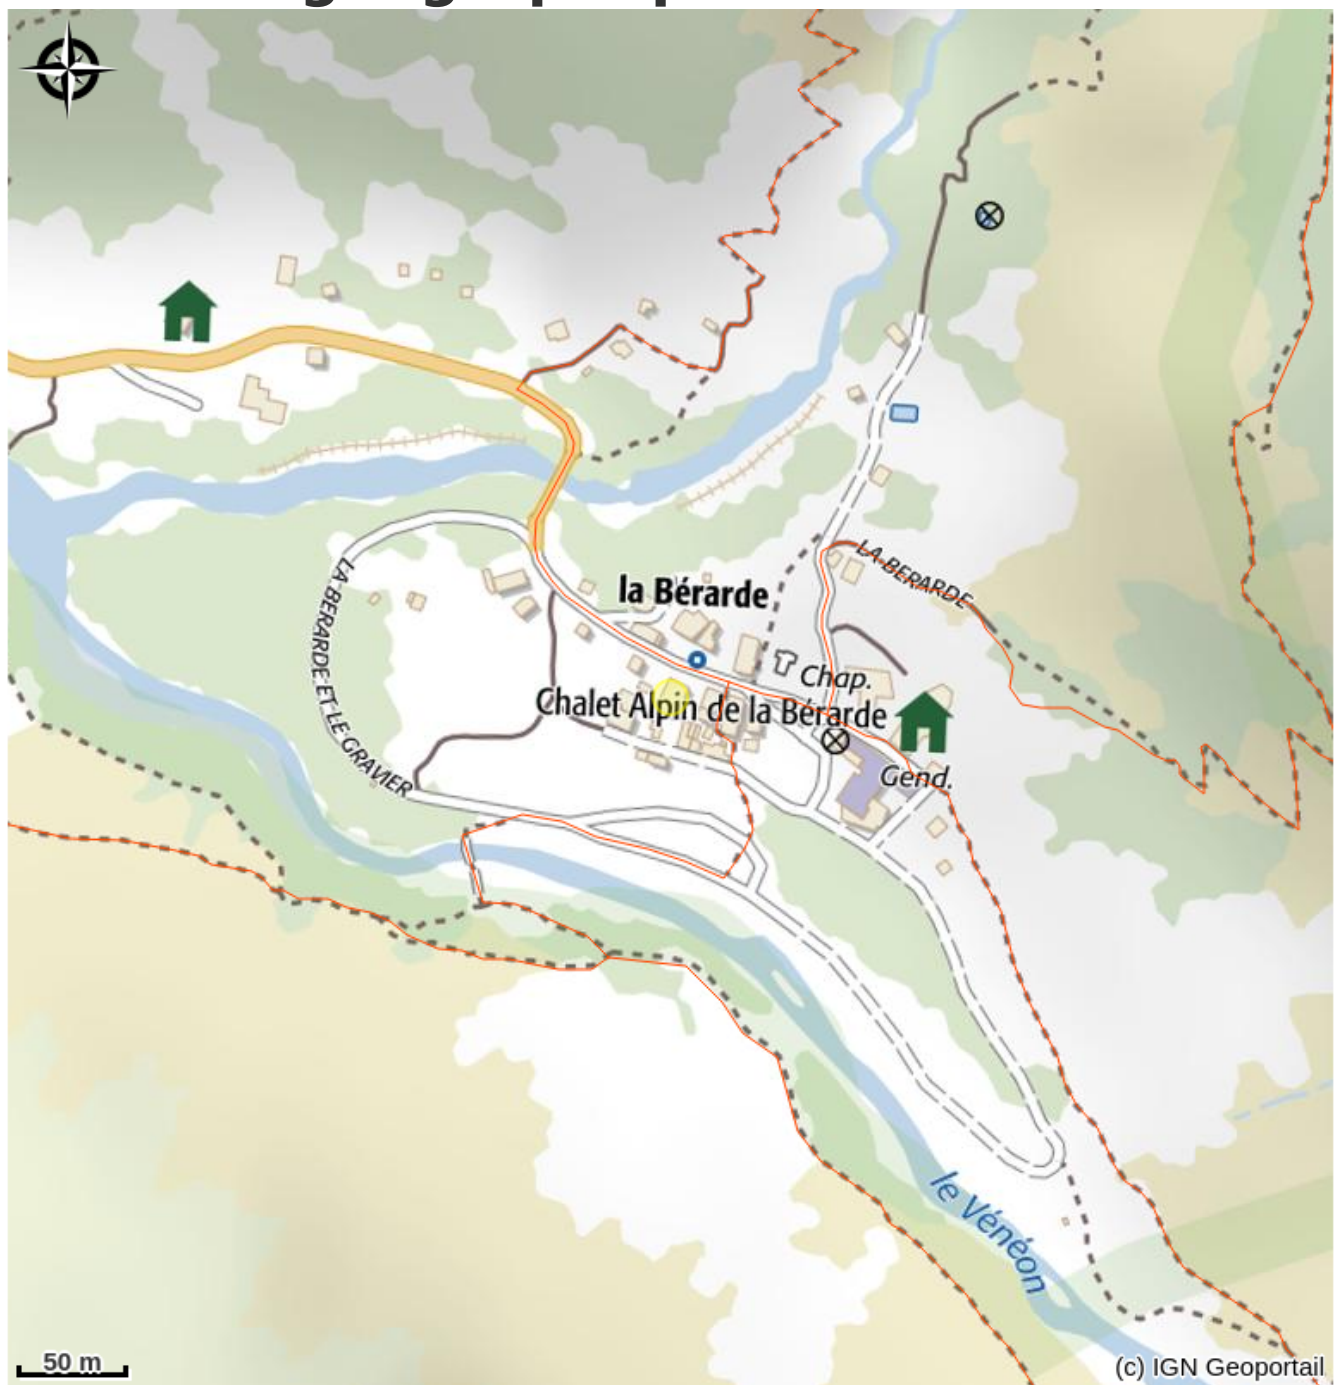 la Bérarde
LA BERARDE
LA BERARDE ET LE GRAVIER
Chap.
Chalet Alpin de la Bérarde
Gend.
le Vénéon
50 m
(c) IGN Geoportail